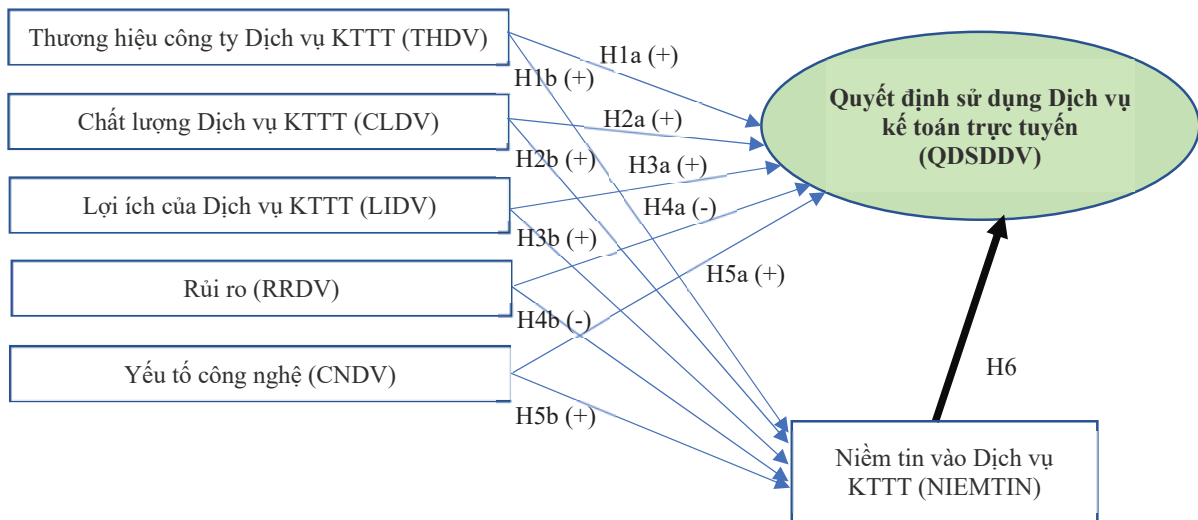 Thương hiệu công ty Dịch vụ KTTT (THDV)
Chất lượng Dịch vụ KTTT (CLDV)
Lợi ích của Dịch vụ KTTT (LIDV)
Rủi ro (RRDV)
Yếu tố công nghệ (CNDV)
H1a (+)
H1b (+)
H2a (+)
H2b (+)
H3a (+)
H4a (-)
H3b (+)
H5a (+)
H4b (-)
H5b (+)
Quyết định sử dụng Dịch vụ
kế toán trực tuyến
(QDSDDV)
H6
Niềm tin vào Dịch vụ
KTTT (NIEMTIN)